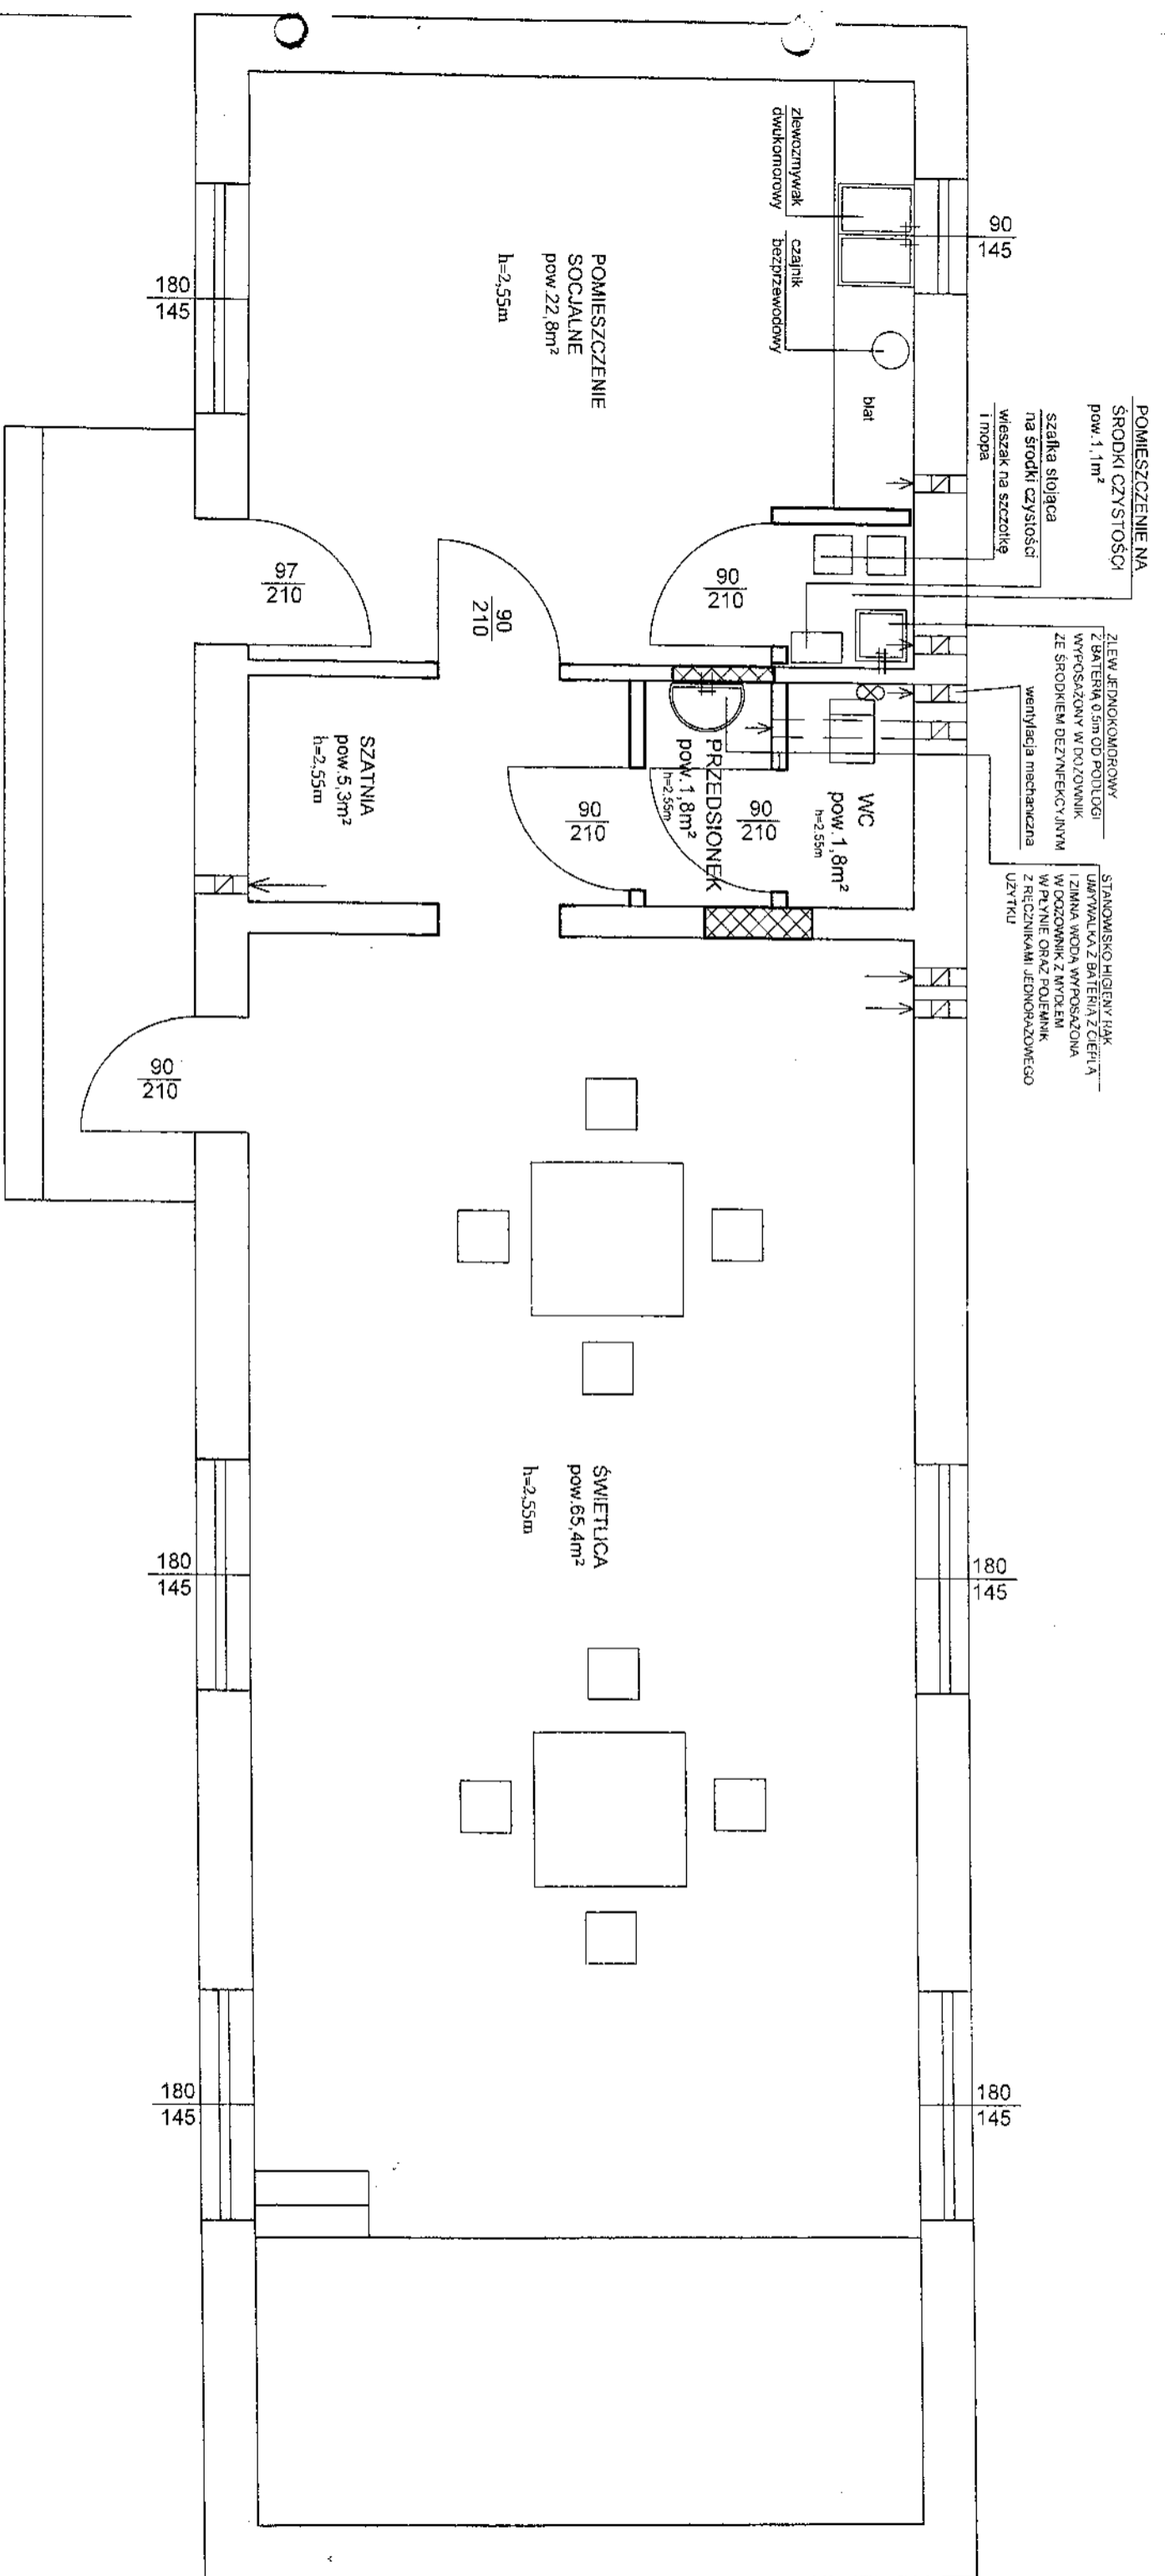 POMIESZCZENIE NA
ŚRODKI CZYSTOŚCI
pow.1,1m²
szafka stojąca
na środki czystości
wieszak na szczotkę
i mopa
ZLEW JEDNOKOMOROWY
Z BATERIĄ 0,5m OD PODŁOGI
WYPOSAŻONY W DOZOWNIK
ZE ŚRODKIEM DEZYNFEKCYJNYM
wentylacja mechaniczna
STANOWISKO HIGIENY RĄK
UMYWALKA Z BATERIĄ Z CIEPŁĄ
I ZIMNĄ WODĄ WYPOSAŻONA
W DOZOWNIK Z MYDŁEM
W PŁYNIE ORAZ POJEMNIK
Z RĘCZNIKAMI JEDNORAZOWEGO
UŻYTKU
90
145
zlewozmywak
dwukomorowy
czajnik
bezprzewodowy
blat
POMIESZCZENIE
SOCJALNE
pow.22,8m²
h=2,55m
180
145
97
210
90
210
90
210
WC
pow.1,8m²
h=2,55m
90
210
PRZEDSIONEK
pow.1,8m²
h=2,55m
90
210
SZATNIA
pow.5,3m²
h=2,55m
90
210
ŚWIETLICA
pow.65,4m²
h=2,55m
180
145
180
145
180
145
180
145